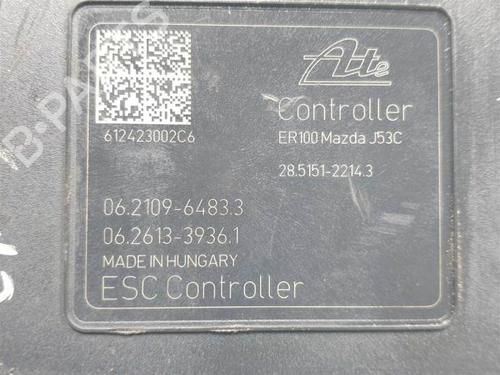 Ate
Controller
612423002C6
ER100 Mazda J53C
28.5151-2214.3
06.2109-6483.3
06.2613-3936.1
MADE IN HUNGARY
ESC Controller
B-PARTS